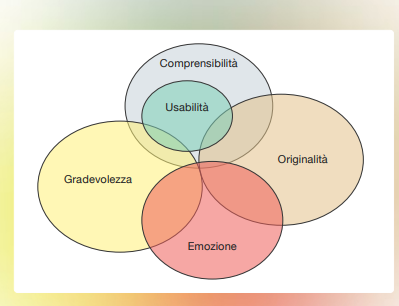 Comprensibilità
Usabilità
Originalità
Gradevolezza
Emozione